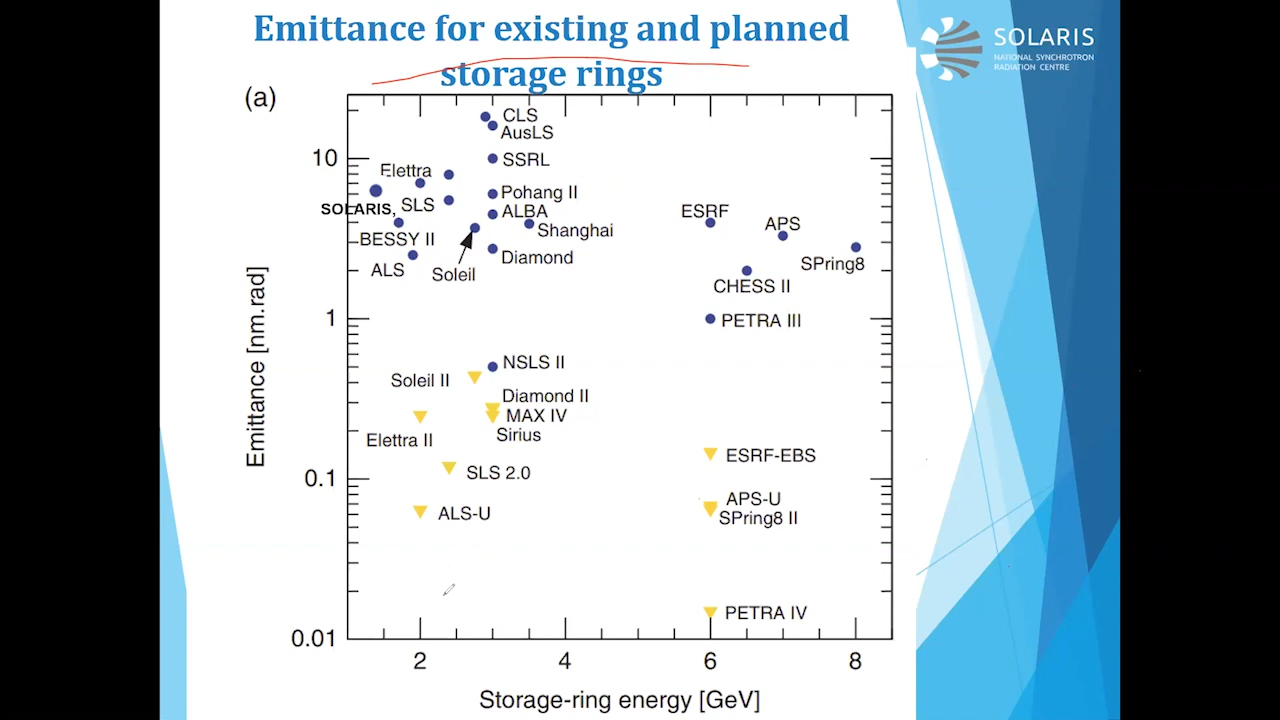 Emittance for existing and planned
storage rings
SOLARIS
NATIONAL SYNCHROTRON
RADIATION CENTRE
(a)
CLS
AusLS
10
SSRL
Elettra
Pohang II
SLS
SOLARIS,
ALBA
ESRF
Shanghai
APS
BESSY II
Diamond
SPring8
ALS
Soleil
CHESS II
1
PETRA III
NSLS II
Soleil II
Diamond II
MAX IV
Sirius
Elettra II
ESRF-EBS
SLS 2.0
0.1
APS-U
ALS-U
SPring8 II
PETRA IV
0.01
Emittance [nm.rad]
2 4 6 8
Storage-ring energy [GeV]